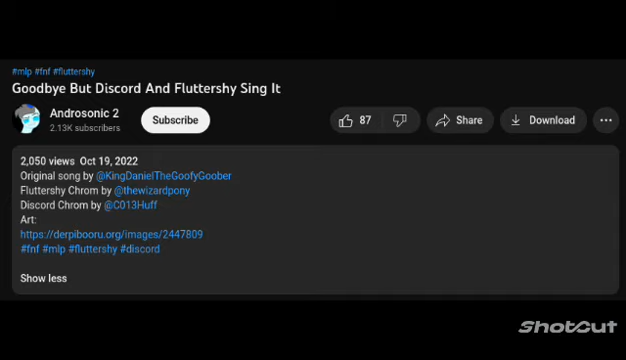 #mlp #fnf #fluttershy
Goodbye But Discord And Fluttershy Sing It
Androsonic 2
2.13K subscribers
Subscribe
87
Share
Download
2,050 views Oct 19, 2022
Original song by @KingDanielTheGoofyGoober
Fluttershy Chrom by @thewizardpony
Discord Chrom by @C013Huff
Art:
https://derpibooru.org/images/2447809
#fnf #mlp #fluttershy #discord
Show less
SHOTCUT